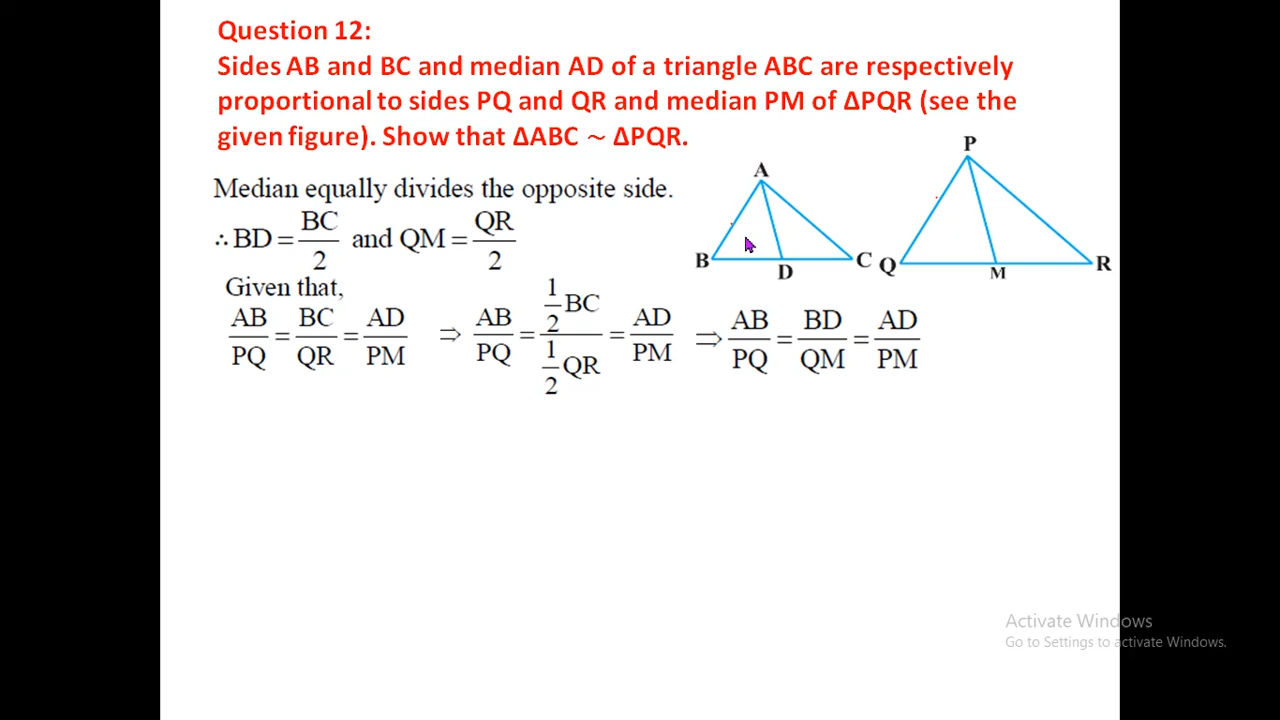 Question 12:
Sides AB and BC and median AD of a triangle ABC are respectively
proportional to sides PQ and QR and median PM of ΔPQR (see the
given figure). Show that ΔABC ~ ΔPQR.
Median equally divides the opposite side.
∴ BD = BC/2 and QM = QR/2
Given that,
AB/PQ = BC/QR = AD/PM ⇒ AB/PQ = (1/2 BC)/(1/2 QR) = AD/PM ⇒ AB/PQ = BD/QM = AD/PM
A
B
D
C
P
Q
M
R
Activate Windows
Go to Settings to activate Windows.